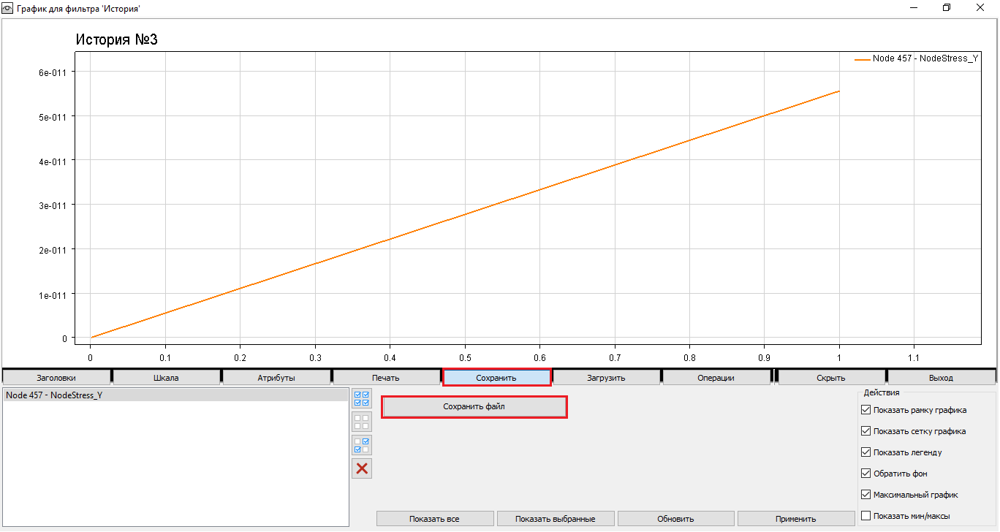 График для фильтра 'История'
История №3
Node 457 - NodeStress_Y
6e-011
5e-011
4e-011
3e-011
2e-011
1e-011
0
0 0.1 0.2 0.3 0.4 0.5 0.6 0.7 0.8 0.9 1 1.1
Заголовки Шкала Атрибуты Печать Сохранить Загрузить Операции Скрыть Выход
Node 457 - NodeStress_Y
Сохранить файл
Действия
Показать рамку графика
Показать сетку графика
Показать легенду
Обратить фон
Максимальный график
Показать мин/максы
Показать все Показать выбранные Обновить Применить